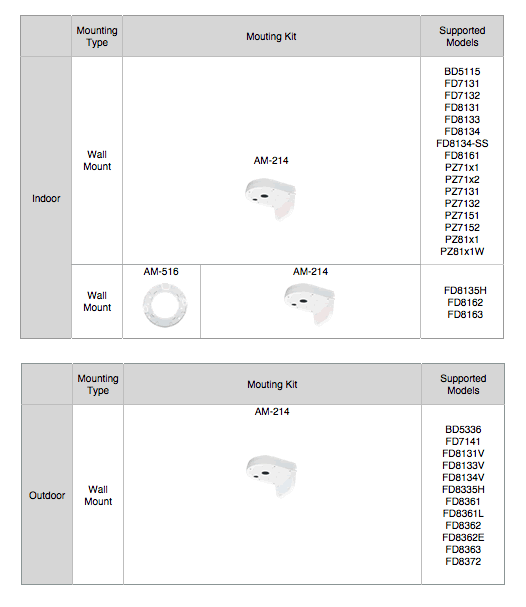 Mounting Type
Mouting Kit
Supported Models
Indoor
Wall Mount
AM-214
BD5115
FD7131
FD7132
FD8131
FD8133
FD8134
FD8134-SS
FD8161
PZ71x1
PZ71x2
PZ7131
PZ7132
PZ7151
PZ7152
PZ81x1
PZ81x1W
Wall Mount
AM-516
AM-214
FD8135H
FD8162
FD8163
Mounting Type
Mouting Kit
Supported Models
Outdoor
Wall Mount
AM-214
BD5336
FD7141
FD8131V
FD8133V
FD8134V
FD8335H
FD8361
FD8361L
FD8362
FD8362E
FD8363
FD8372